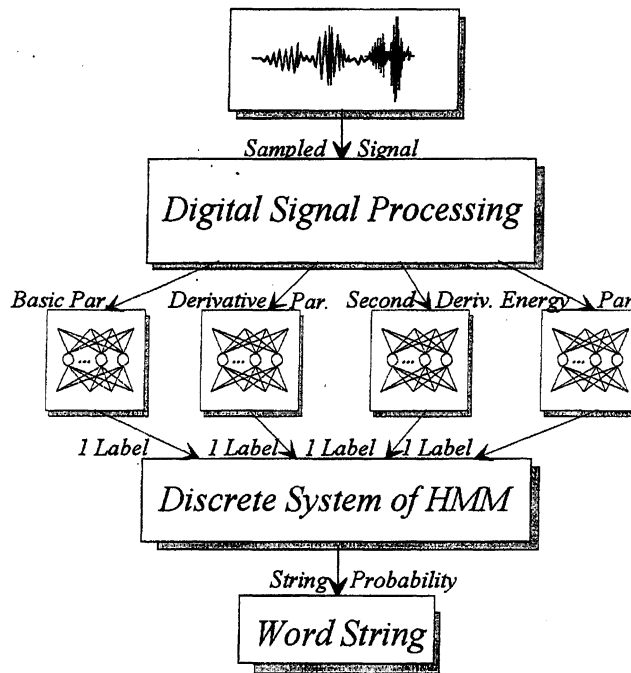 Sampled Signal
Digital Signal Processing
Basic Par. Derivative Par. Second Deriv. Energy Par
... ... ... ...
1 Label 1 Label 1 Label 1 Label
Discrete System of HMM
String Probability
Word String